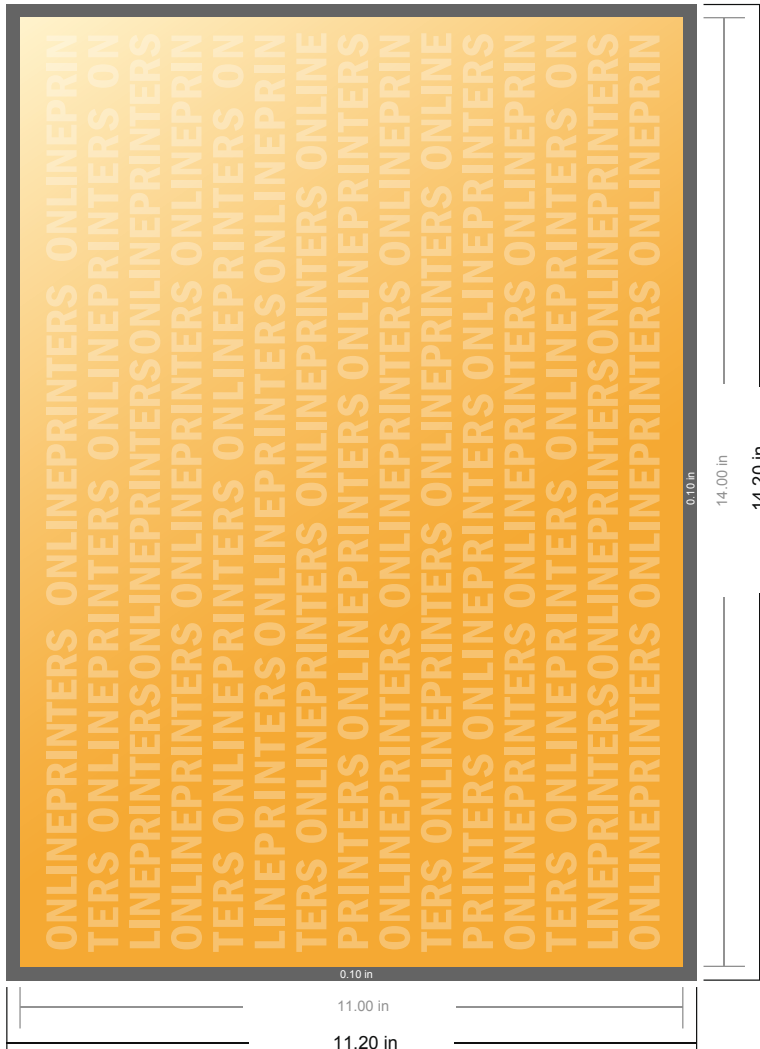 ONLINEPRINTERS ONLINEPRINTERS ONLINEPRIN
TERS ONLINEPRINTERS ONLINEPRINTERS ON
LINEPRINTERSONLINEPRINTERSONLINEPRINTERS
ONLINEPRINTERS ONLINEPRINTERS ONLINEPRIN
TERS ONLINEPRINTERS ONLINEPRINTERS ON
LINEPRINTERS ONLINEPRINTERS ONLINEPRIN
TERS ONLINEPRINTERS ONLINEPRINTERS ONLINE
PRINTERS ONLINEPRINTERS ONLINEPRINTERS
ONLINEPRINTERS ONLINEPRINTERS ONLINEPRIN
TERS ONLINEPRINTERS ONLINEPRINTERS ONLINE
PRINTERS ONLINEPRINTERS ONLINEPRINTERS
ONLINEPRINTERS ONLINEPRINTERS ONLINEPRIN
TERS ONLINEPRINTERS ONLINEPRINTERS ON
LINEPRINTERSONLINEPRINTERSONLINEPRINTERS
ONLINEPRINTERS ONLINEPRINTERS ONLINEPRIN
0.10 in
14.00 in
14.20 in
0.10 in
11.00 in
11.20 in